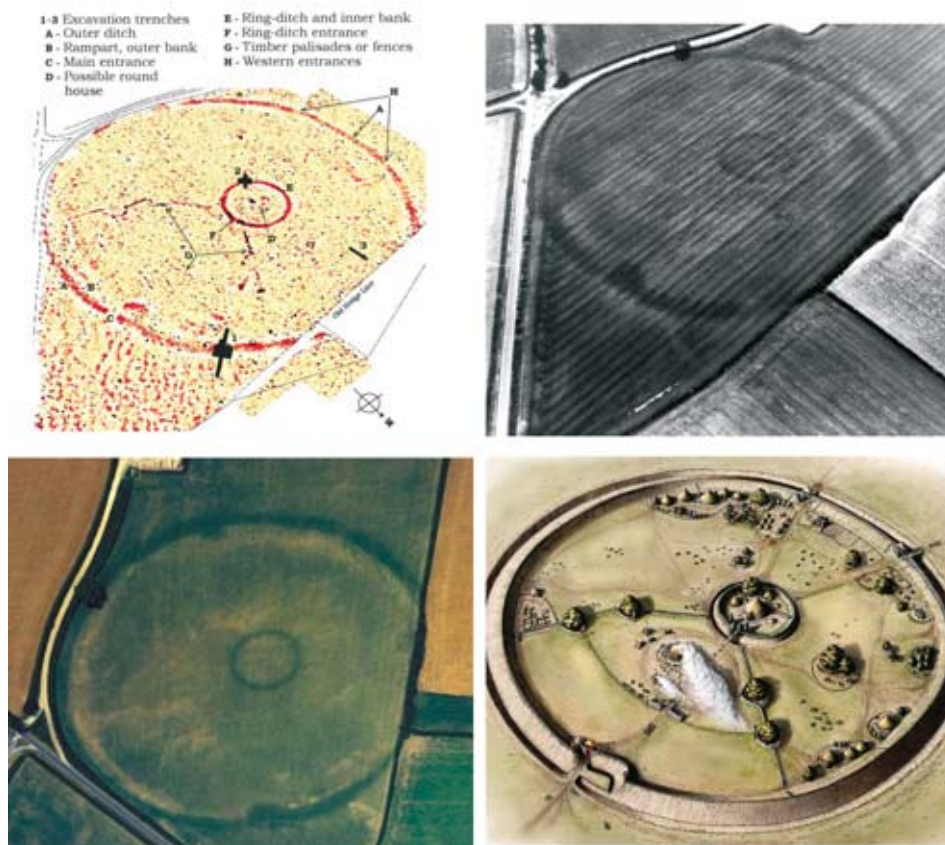 1-3 Excavation trenches
A - Outer ditch
B - Rampart, outer bank
C - Main entrance
D - Possible round
house
E - Ring-ditch and inner bank
F - Ring-ditch entrance
G - Timber palisades or fences
H - Western entrances
H
A
2
E
F
D
G
3
A
B
C
1
N